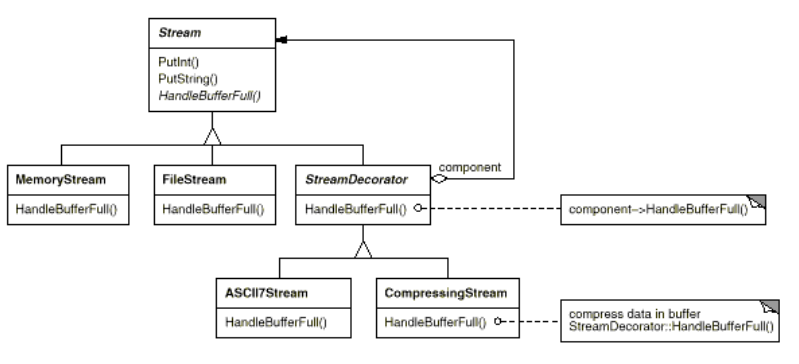 Stream
PutInt()
PutString()
HandleBufferFull()
component
MemoryStream
HandleBufferFull()
FileStream
HandleBufferFull()
StreamDecorator
HandleBufferFull()
component–>HandleBufferFull()
ASCII7Stream
HandleBufferFull()
CompressingStream
HandleBufferFull()
compress data in buffer
StreamDecorator::HandleBufferFull()